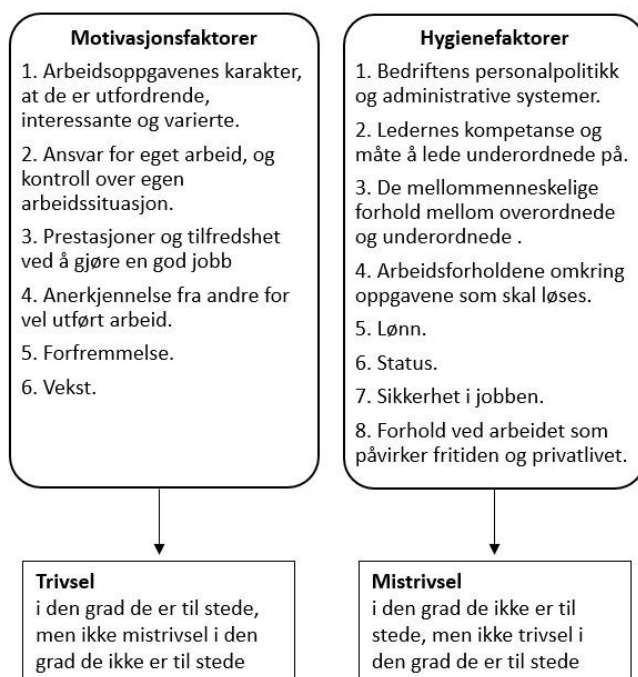 Motivasjonsfaktorer
1. Arbeidsoppgavenes karakter,
at de er utfordrende,
interessante og varierte.
2. Ansvar for eget arbeid, og
kontroll over egen
arbeidssituasjon.
3. Prestasjoner og tilfredshet
ved å gjøre en god jobb
4. Anerkjennelse fra andre for
vel utført arbeid.
5. Forfremmelse.
6. Vekst.
Hygienefaktorer
1. Bedriftens personalpolitikk
og administrative systemer.
2. Ledernes kompetanse og
måte å lede underordnede på.
3. De mellommenneskelige
forhold mellom overordnede
og underordnede .
4. Arbeidsforholdene omkring
oppgavene som skal løses.
5. Lønn.
6. Status.
7. Sikkerhet i jobben.
8. Forhold ved arbeidet som
påvirker fritiden og privatlivet.
Trivsel
i den grad de er til stede,
men ikke mistrivsel i den
grad de ikke er til stede
Mistrivsel
i den grad de ikke er til
stede, men ikke trivsel i
den grad de er til stede